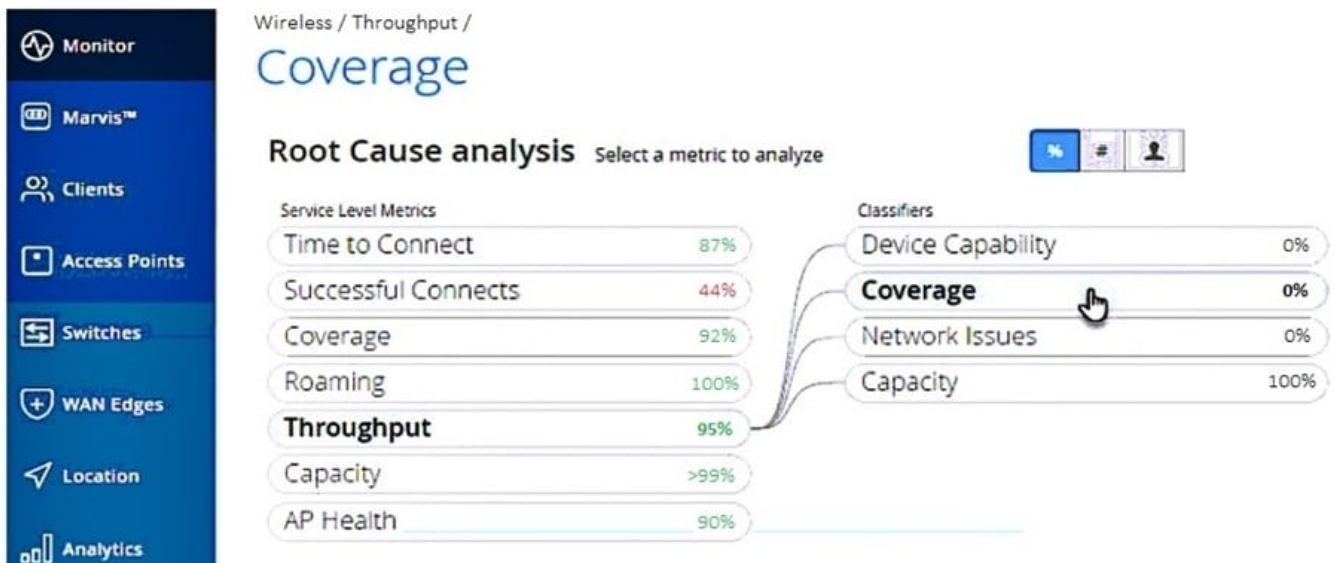 Monitor
Marvis™
Clients
Access Points
Switches
WAN Edges
Location
Analytics
Wireless / Throughput /
Coverage
Root Cause analysis Select a metric to analyze
% #
Service Level Metrics
Time to Connect 87%
Successful Connects 44%
Coverage 92%
Roaming 100%
Throughput 95%
Capacity >99%
AP Health 90%
Classifiers
Device Capability 0%
Coverage 0%
Network Issues 0%
Capacity 100%